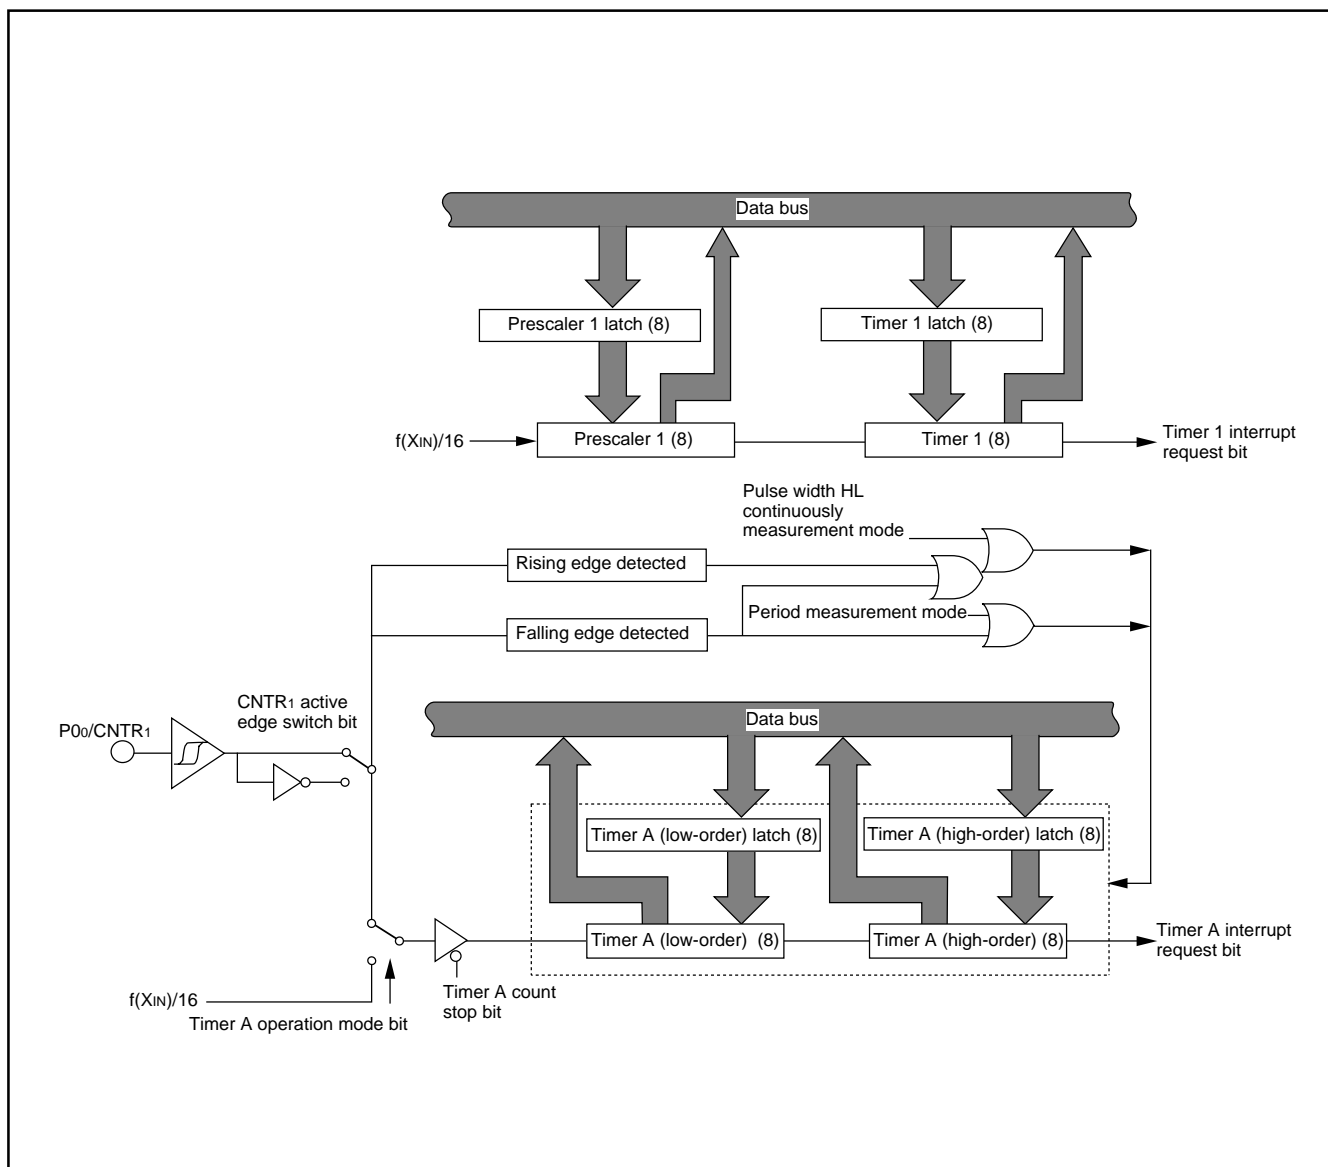 Data bus
Prescaler 1 latch (8)
Timer 1 latch (8)
f(XIN)/16
Prescaler 1 (8)
Timer 1 (8)
Timer 1 interrupt
request bit
Pulse width HL
continuously
measurement mode
Rising edge detected
Period measurement mode
Falling edge detected
CNTR1 active
edge switch bit
P00/CNTR1
Data bus
Timer A (low-order) latch (8)
Timer A (high-order) latch (8)
Timer A (low-order) (8)
Timer A (high-order) (8)
Timer A interrupt
request bit
f(XIN)/16
Timer A count
stop bit
Timer A operation mode bit